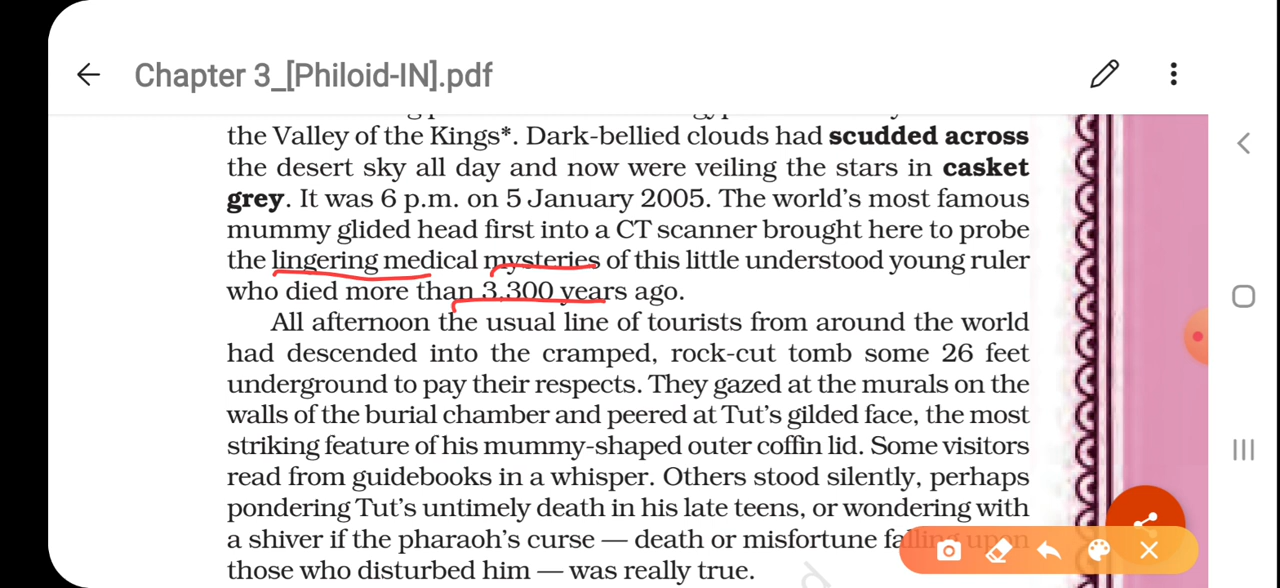 Chapter 3_[Philoid-IN].pdf
the Valley of the Kings*. Dark-bellied clouds had scudded across
the desert sky all day and now were veiling the stars in casket
grey. It was 6 p.m. on 5 January 2005. The world's most famous
mummy glided head first into a CT scanner brought here to probe
the lingering medical mysteries of this little understood young ruler
who died more than 3,300 years ago.
All afternoon the usual line of tourists from around the world
had descended into the cramped, rock-cut tomb some 26 feet
underground to pay their respects. They gazed at the murals on the
walls of the burial chamber and peered at Tut's gilded face, the most
striking feature of his mummy-shaped outer coffin lid. Some visitors
read from guidebooks in a whisper. Others stood silently, perhaps
pondering Tut's untimely death in his late teens, or wondering with
a shiver if the pharaoh's curse — death or misfortune falling upon
those who disturbed him — was really true.